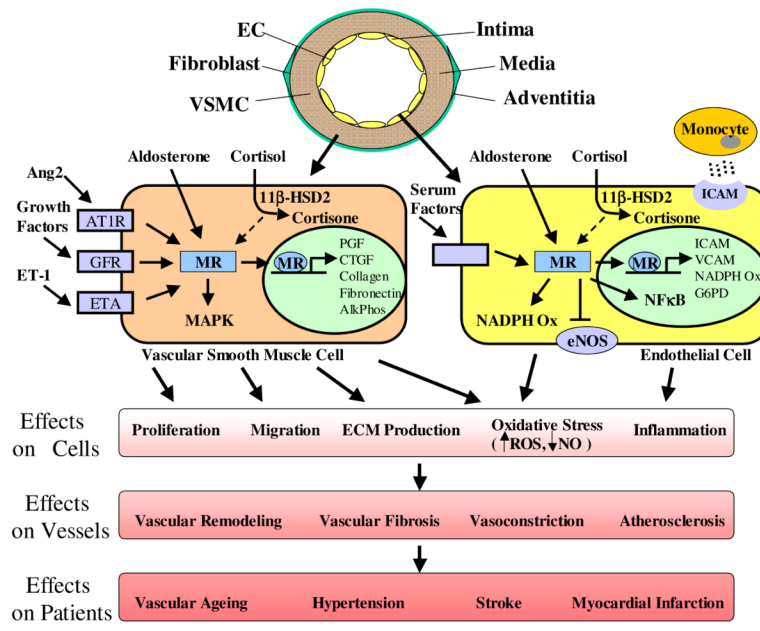 EC
Intima
Fibroblast
Media
VSMC
Adventitia
Monocyte
ICAM
Aldosterone
Cortisol
Ang2
11β-HSD2
Cortisone
AT1R
Growth
Factors
GFR
MR
MR
PGF
CTGF
Collagen
Fibronectin
AlkPhos
ET-1
ETA
MAPK
Vascular Smooth Muscle Cell
Aldosterone
Cortisol
Serum
Factors
11β-HSD2
Cortisone
MR
MR
ICAM
VCAM
NADPH Ox
G6PD
NFκB
NADPH Ox
eNOS
Endothelial Cell
Effects
on Cells
Proliferation
Migration
ECM Production
Oxidative Stress
(↑ROS,↓NO )
Inflammation
Effects
on Vessels
Vascular Remodeling
Vascular Fibrosis
Vasoconstriction
Atherosclerosis
Effects
on Patients
Vascular Ageing
Hypertension
Stroke
Myocardial Infarction